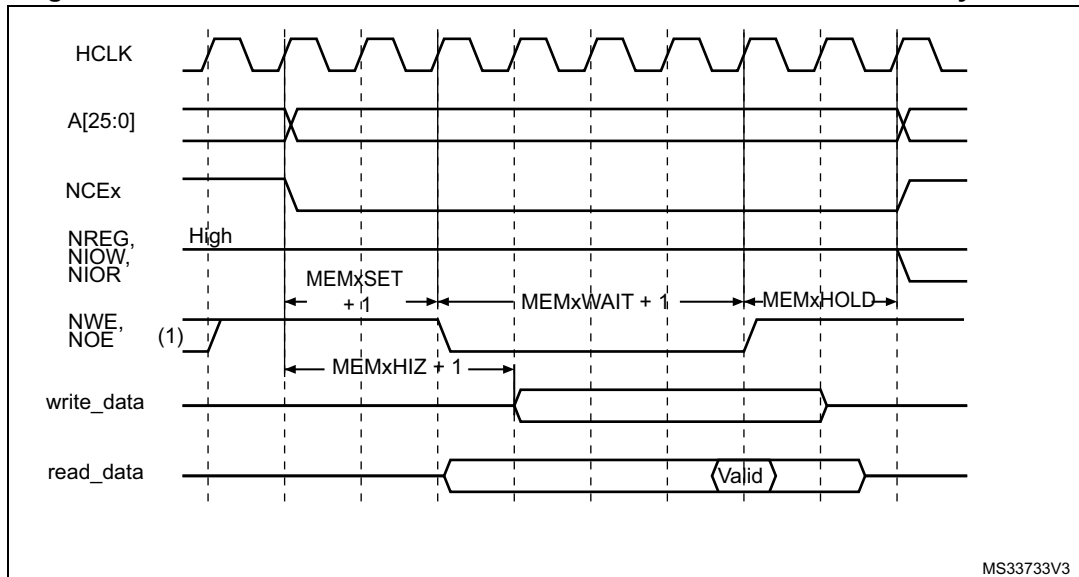 HCLK
A[25:0]
NCEx
NREG, High
NIOW,
NIOR
MEMxSET
+ 1
MEMxWAIT + 1
MEMxHOLD
NWE,
NOE (1)
MEMxHIZ + 1
write_data
read_data
Valid
MS33733V3